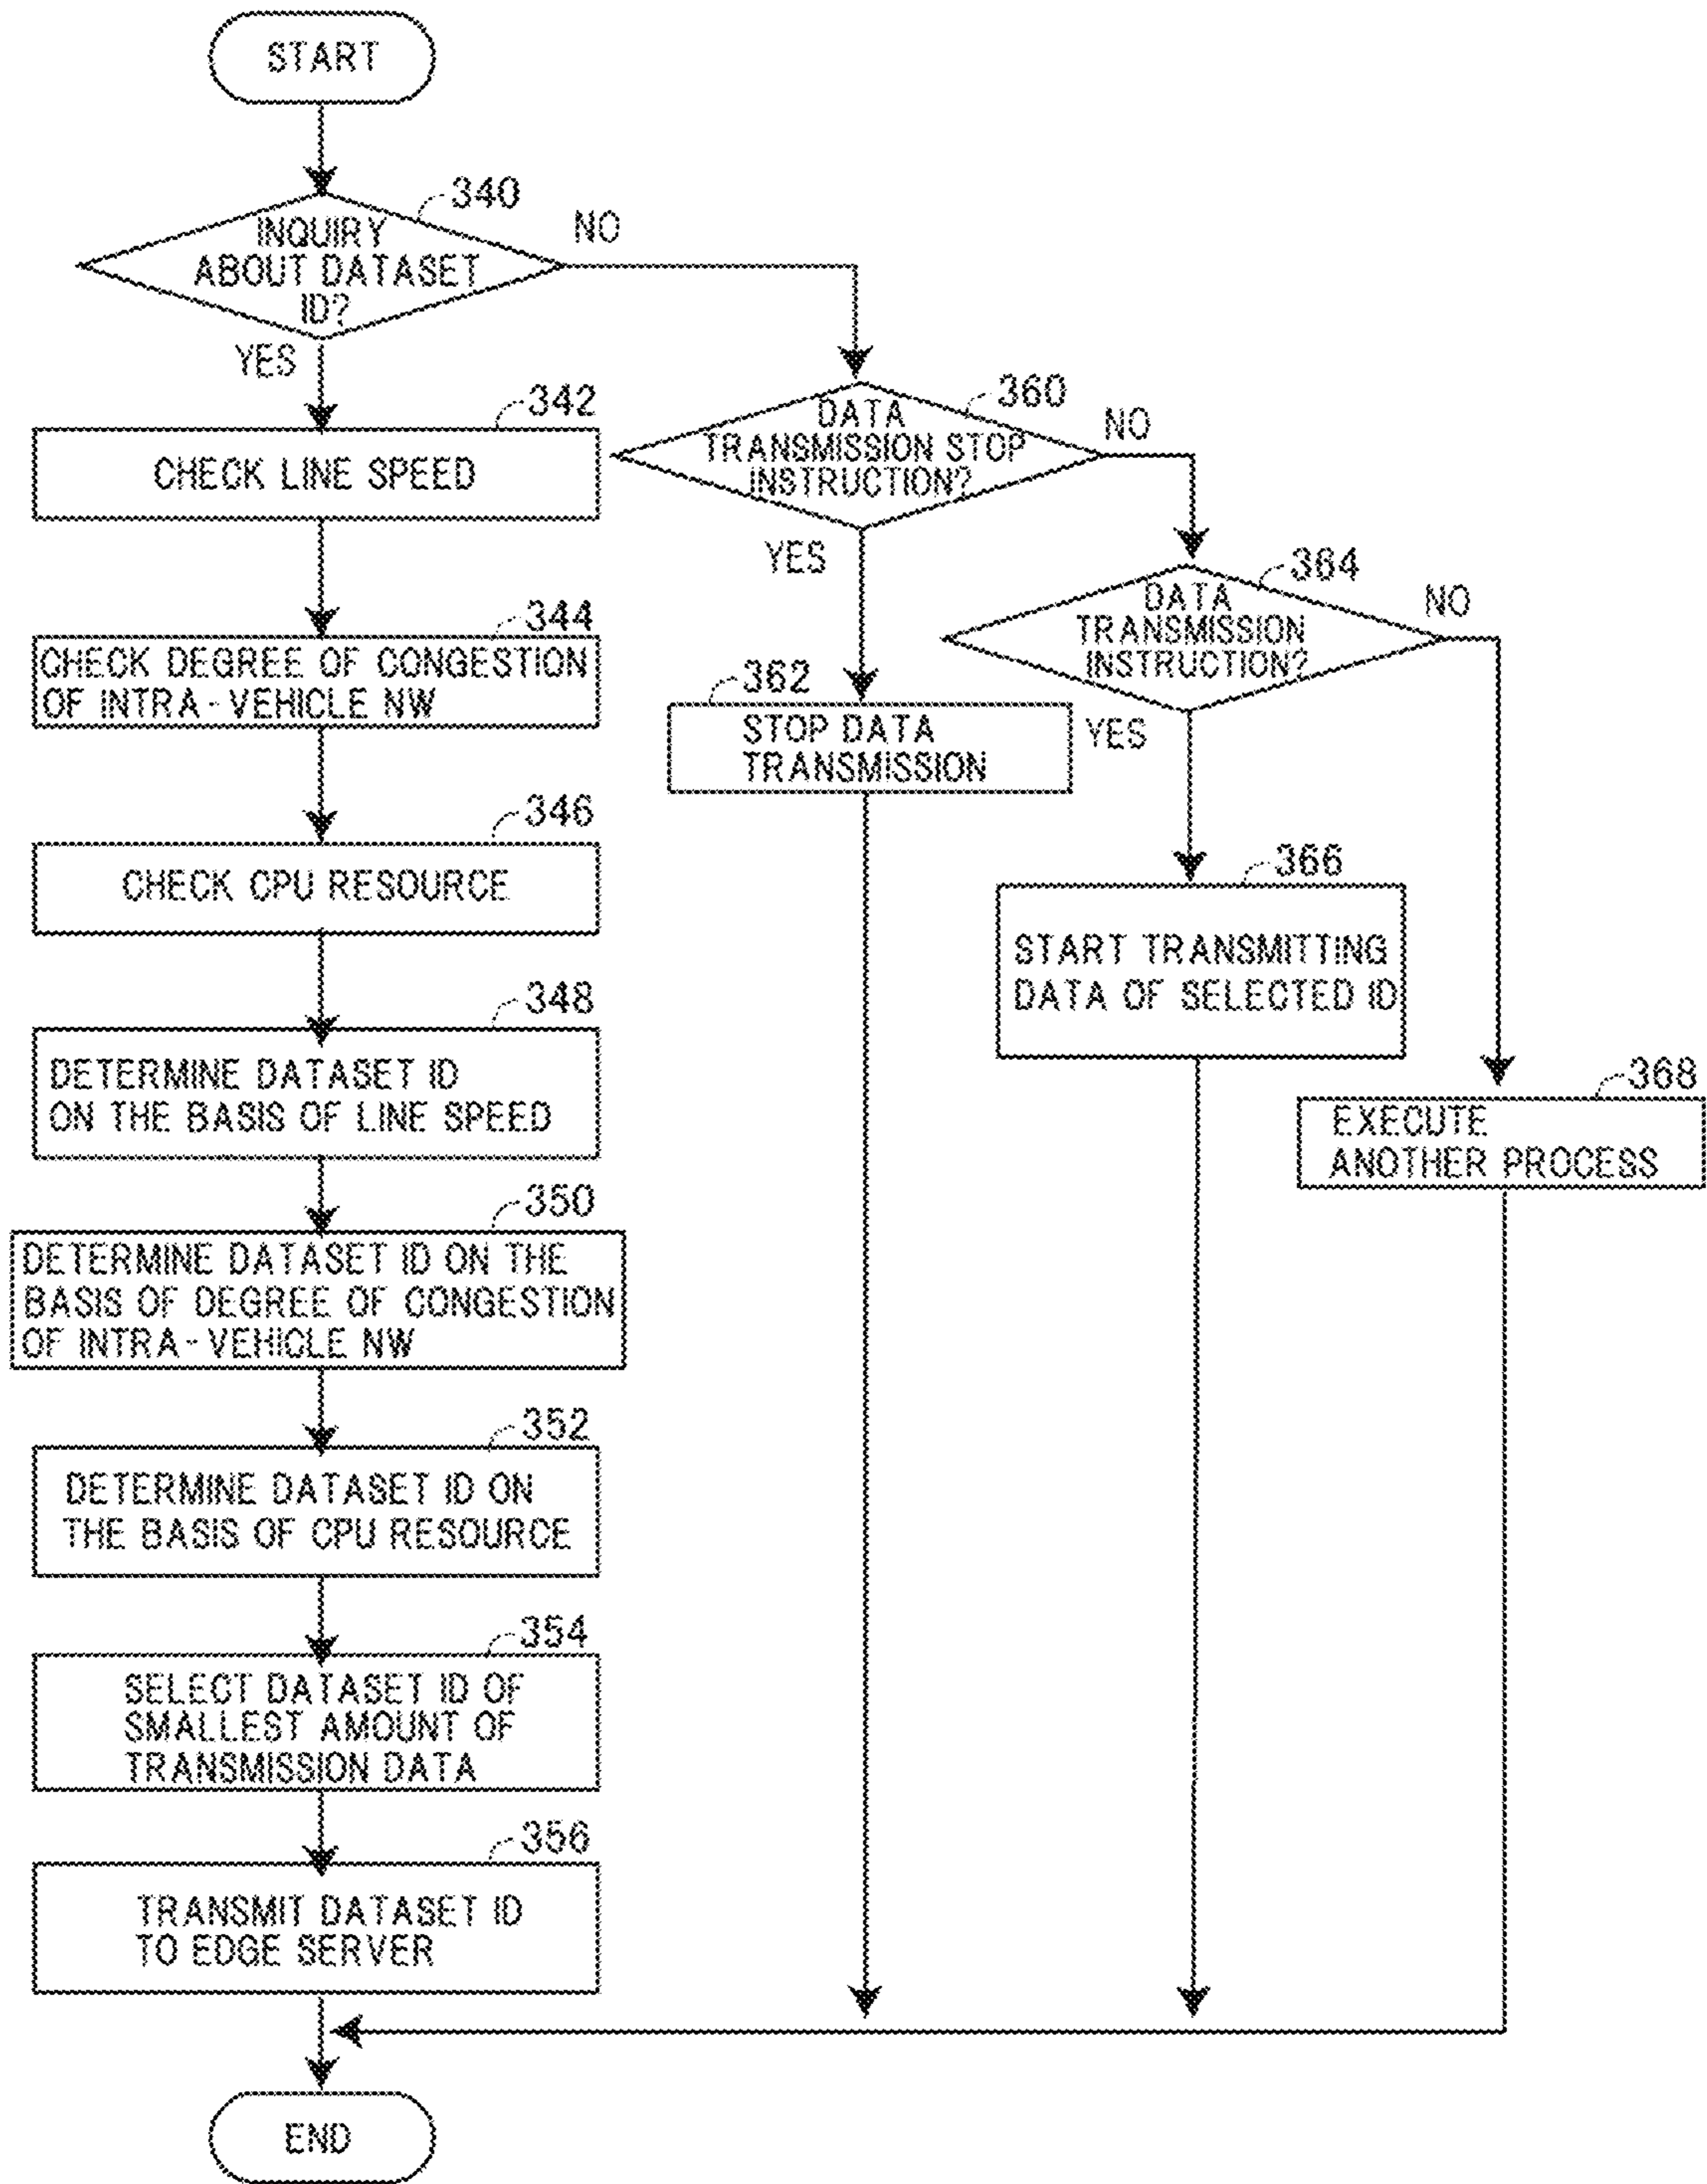 START
340
INQUIRY
ABOUT DATASET
ID?
NO
YES
342
CHECK LINE SPEED
344
CHECK DEGREE OF CONGESTION
OF INTRA-VEHICLE NW
346
CHECK CPU RESOURCE
348
DETERMINE DATASET ID
ON THE BASIS OF LINE SPEED
350
DETERMINE DATASET ID ON THE
BASIS OF DEGREE OF CONGESTION
OF INTRA-VEHICLE NW
352
DETERMINE DATASET ID ON
THE BASIS OF CPU RESOURCE
354
SELECT DATASET ID OF
SMALLEST AMOUNT OF
TRANSMISSION DATA
356
TRANSMIT DATASET ID
TO EDGE SERVER
END
360
DATA
TRANSMISSION STOP
INSTRUCTION?
NO
YES
362
STOP DATA
TRANSMISSION
364
DATA
TRANSMISSION
INSTRUCTION?
NO
YES
366
START TRANSMITTING
DATA OF SELECTED ID
368
EXECUTE
ANOTHER PROCESS